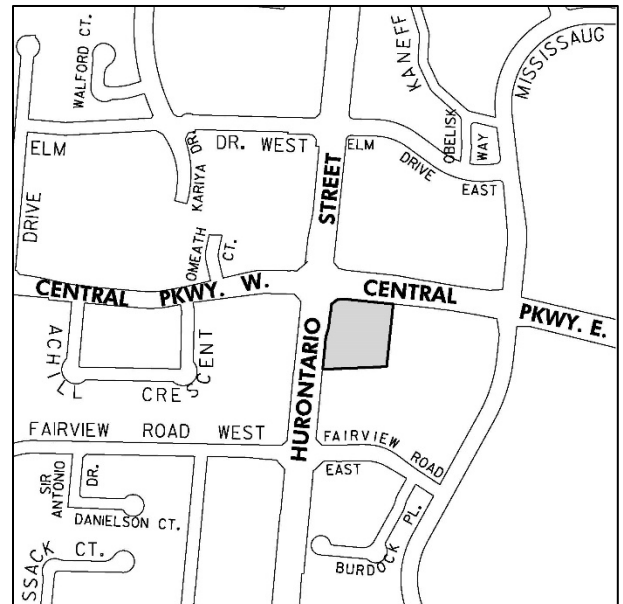 WALFORD CT.
KANEFF
MISSISSAUG
OBELISK
WAY
ELM
DR. WEST
ELM
DRIVE
EAST
KARIYA DR.
STREET
DRIVE
OMEATH
CT.
CENTRAL PKWY. W.
CENTRAL
PKWY. E.
ACHILL
CRESCENT
HURONTARIO
FAIRVIEW ROAD WEST
FAIRVIEW
ROAD
EAST
SIR
ANTONIO
DR.
DANIELSON CT.
BURDOCK
PL.
SSACK
CT.